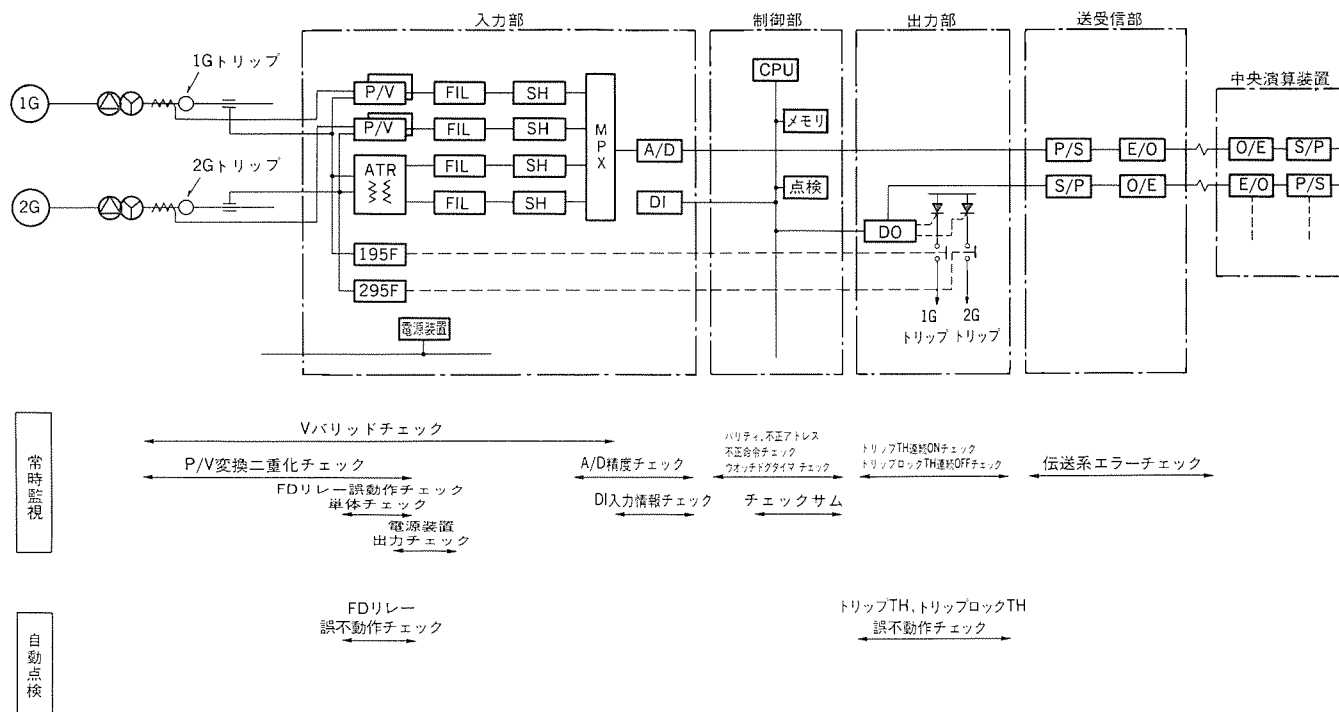 入力部
制御部
出力部
送受信部
中央演算装置
1G
1Gトリップ
2G
2Gトリップ
P/V
FIL
SH
P/V
FIL
SH
ATR
FIL
SH
FIL
SH
MPX
A/D
DI
195F
295F
電源装置
CPU
メモリ
点検
DO
1G
トリップ
2G
トリップ
P/S
E/O
S/P
O/E
O/E
S/P
E/O
P/S
常時監視
Vバリッドチェック
P/V変換二重化チェック
FDリレー誤動作チェック
単体チェック
電源装置
出力チェック
A/D精度チェック
DI入力情報チェック
パリティ,不正アドレス
不正命令チェック
ウオッチドグタイマ チェック
チェックサム
トリップTH連続ONチェック
トリップロックTH連続OFFチェック
伝送系エラーチェック
自動点検
FDリレー
誤不動作チェック
トリップTH,トリップロックTH
誤不動作チェック